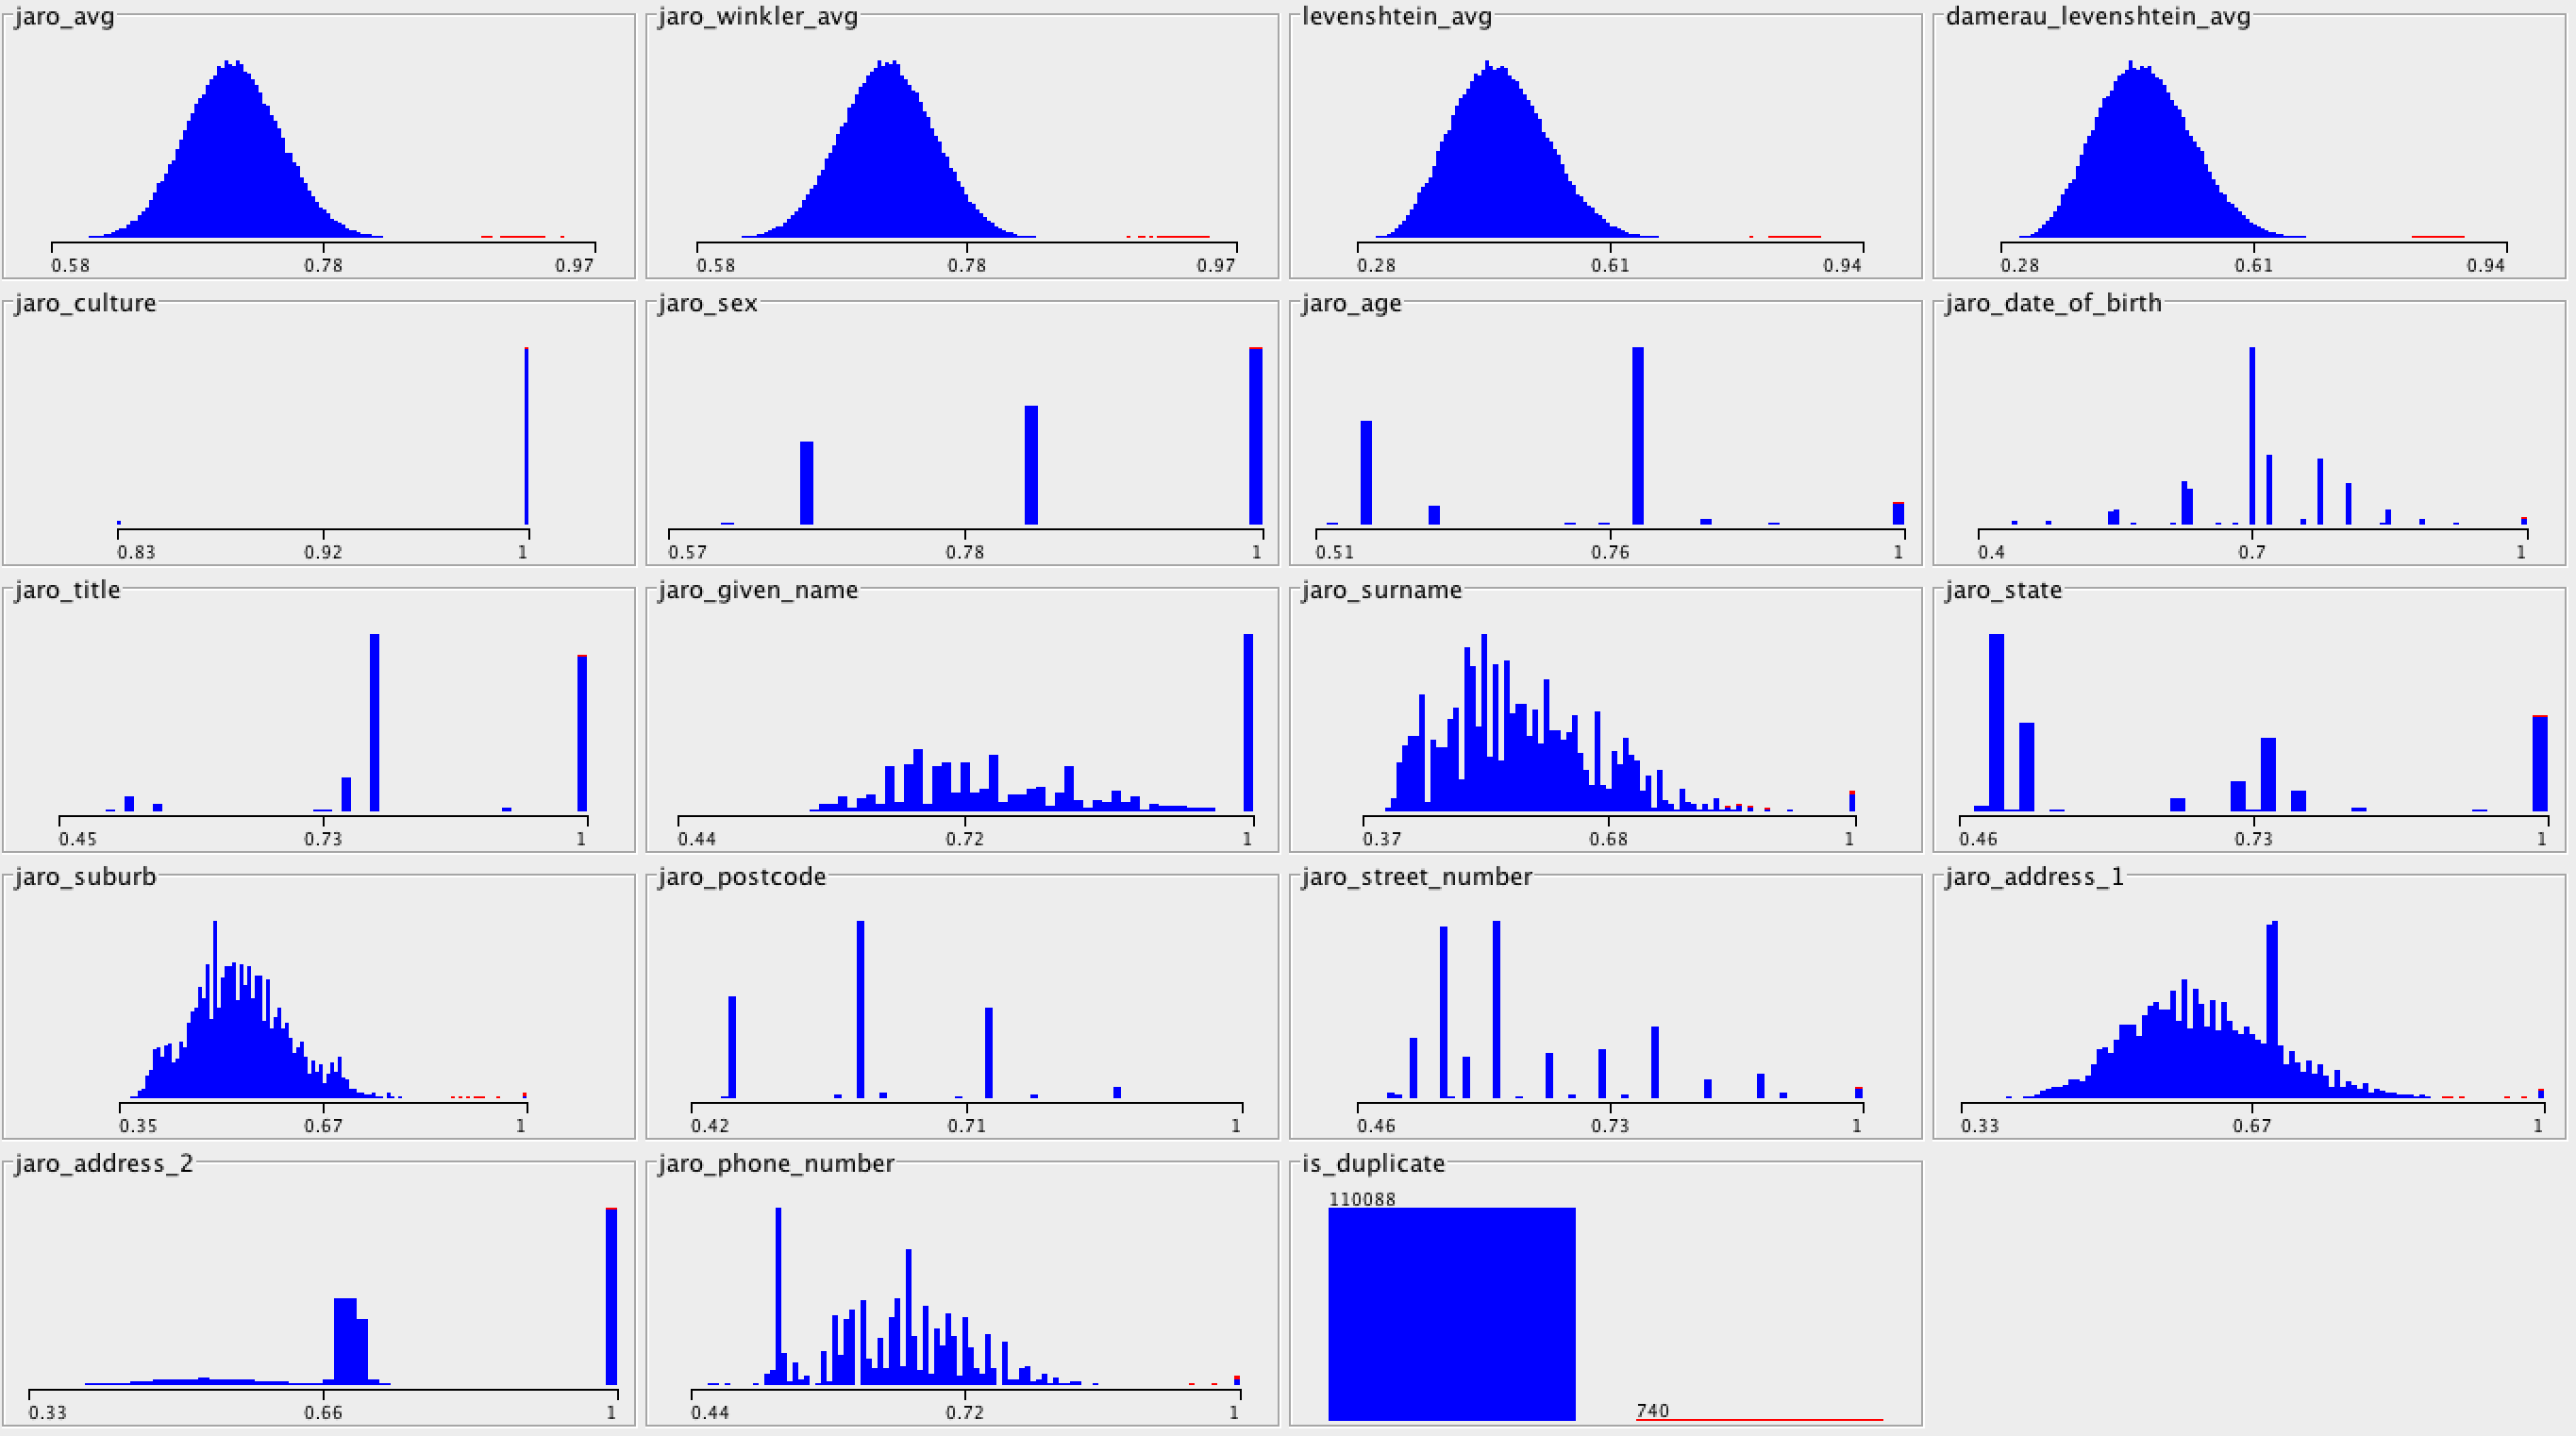 jaro_avg
0.58 0.78 0.97
jaro_winkler_avg
0.58 0.78 0.97
levenshtein_avg
0.28 0.61 0.94
damerau_levenshtein_avg
0.28 0.61 0.94
jaro_culture
0.83 0.92 1
jaro_sex
0.57 0.78 1
jaro_age
0.51 0.76 1
jaro_date_of_birth
0.4 0.7 1
jaro_title
0.45 0.73 1
jaro_given_name
0.44 0.72 1
jaro_surname
0.37 0.68 1
jaro_state
0.46 0.73 1
jaro_suburb
0.35 0.67 1
jaro_postcode
0.42 0.71 1
jaro_street_number
0.46 0.73 1
jaro_address_1
0.33 0.67 1
jaro_address_2
0.33 0.66 1
jaro_phone_number
0.44 0.72 1
is_duplicate
110088
740